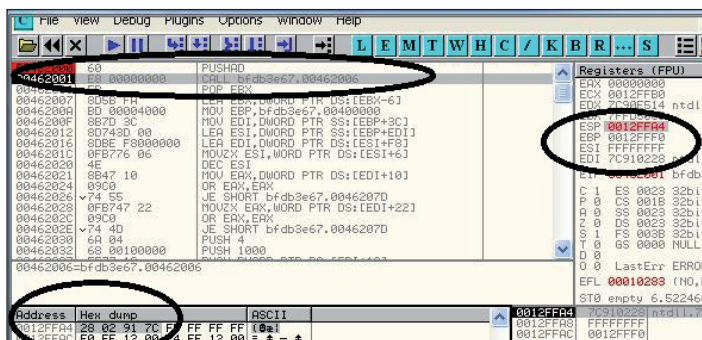 C File View Debug Plugins Options Window Help
L E M T W H C / K B R ... S
60 PUSHAD
00462001 E8 00000000 CALL bfdb3e67.00462006
POP EBX
00462007 8D5B FA LEA EBX,DWORD PTR DS:[EBX-6]
0046200A BD 00004000 MOV EBP,bfdb3e67.00400000
0046200F 8B7D 3C MOV EDI,DWORD PTR SS:[EBP+3C]
00462012 8D743D 00 LEA ESI,DWORD PTR SS:[EBP+EDI]
00462016 8DBE F8000000 LEA EDI,DWORD PTR DS:[ESI+F8]
0046201C 0FB776 06 MOVZX ESI,WORD PTR DS:[ESI+6]
00462020 4E DEC ESI
00462021 8B47 10 MOV EAX,DWORD PTR DS:[EDI+10]
00462024 09C0 OR EAX,EAX
00462026 74 55 JE SHORT bfdb3e67.0046207D
00462028 0FB747 22 MOVZX EAX,WORD PTR DS:[EDI+22]
0046202C 09C0 OR EAX,EAX
0046202E 74 4D JE SHORT bfdb3e67.0046207D
00462030 6A 04 PUSH 4
00462032 68 00100000 PUSH 1000
00462006=bfdb3e67.00462006
Registers (FPU)
EAX 00000000
ECX 0012FFB0
EDX 7C90E514 ntdl
ESP 0012FFA4
EBP 0012FFF0
ESI FFFFFFFF
EDI 7C910228 ntdl
C 1 ES 0023 32bi
P 0 CS 001B 32bi
A 0 SS 0023 32bi
Z 0 DS 0023 32bi
S 1 FS 003B 32bi
T 0 GS 0000 NULL
D 0
O 0 LastErr ERRO
EFL 00010283 (NO,
ST0 empty 6.52246
Address Hex dump ASCII
0012FFA4 28 02 91 7C FF FF FF FF
0012FFA4 7C910228 ntdll.7
0012FFA8 FFFFFFFF
0012FFAC 0012FFF0